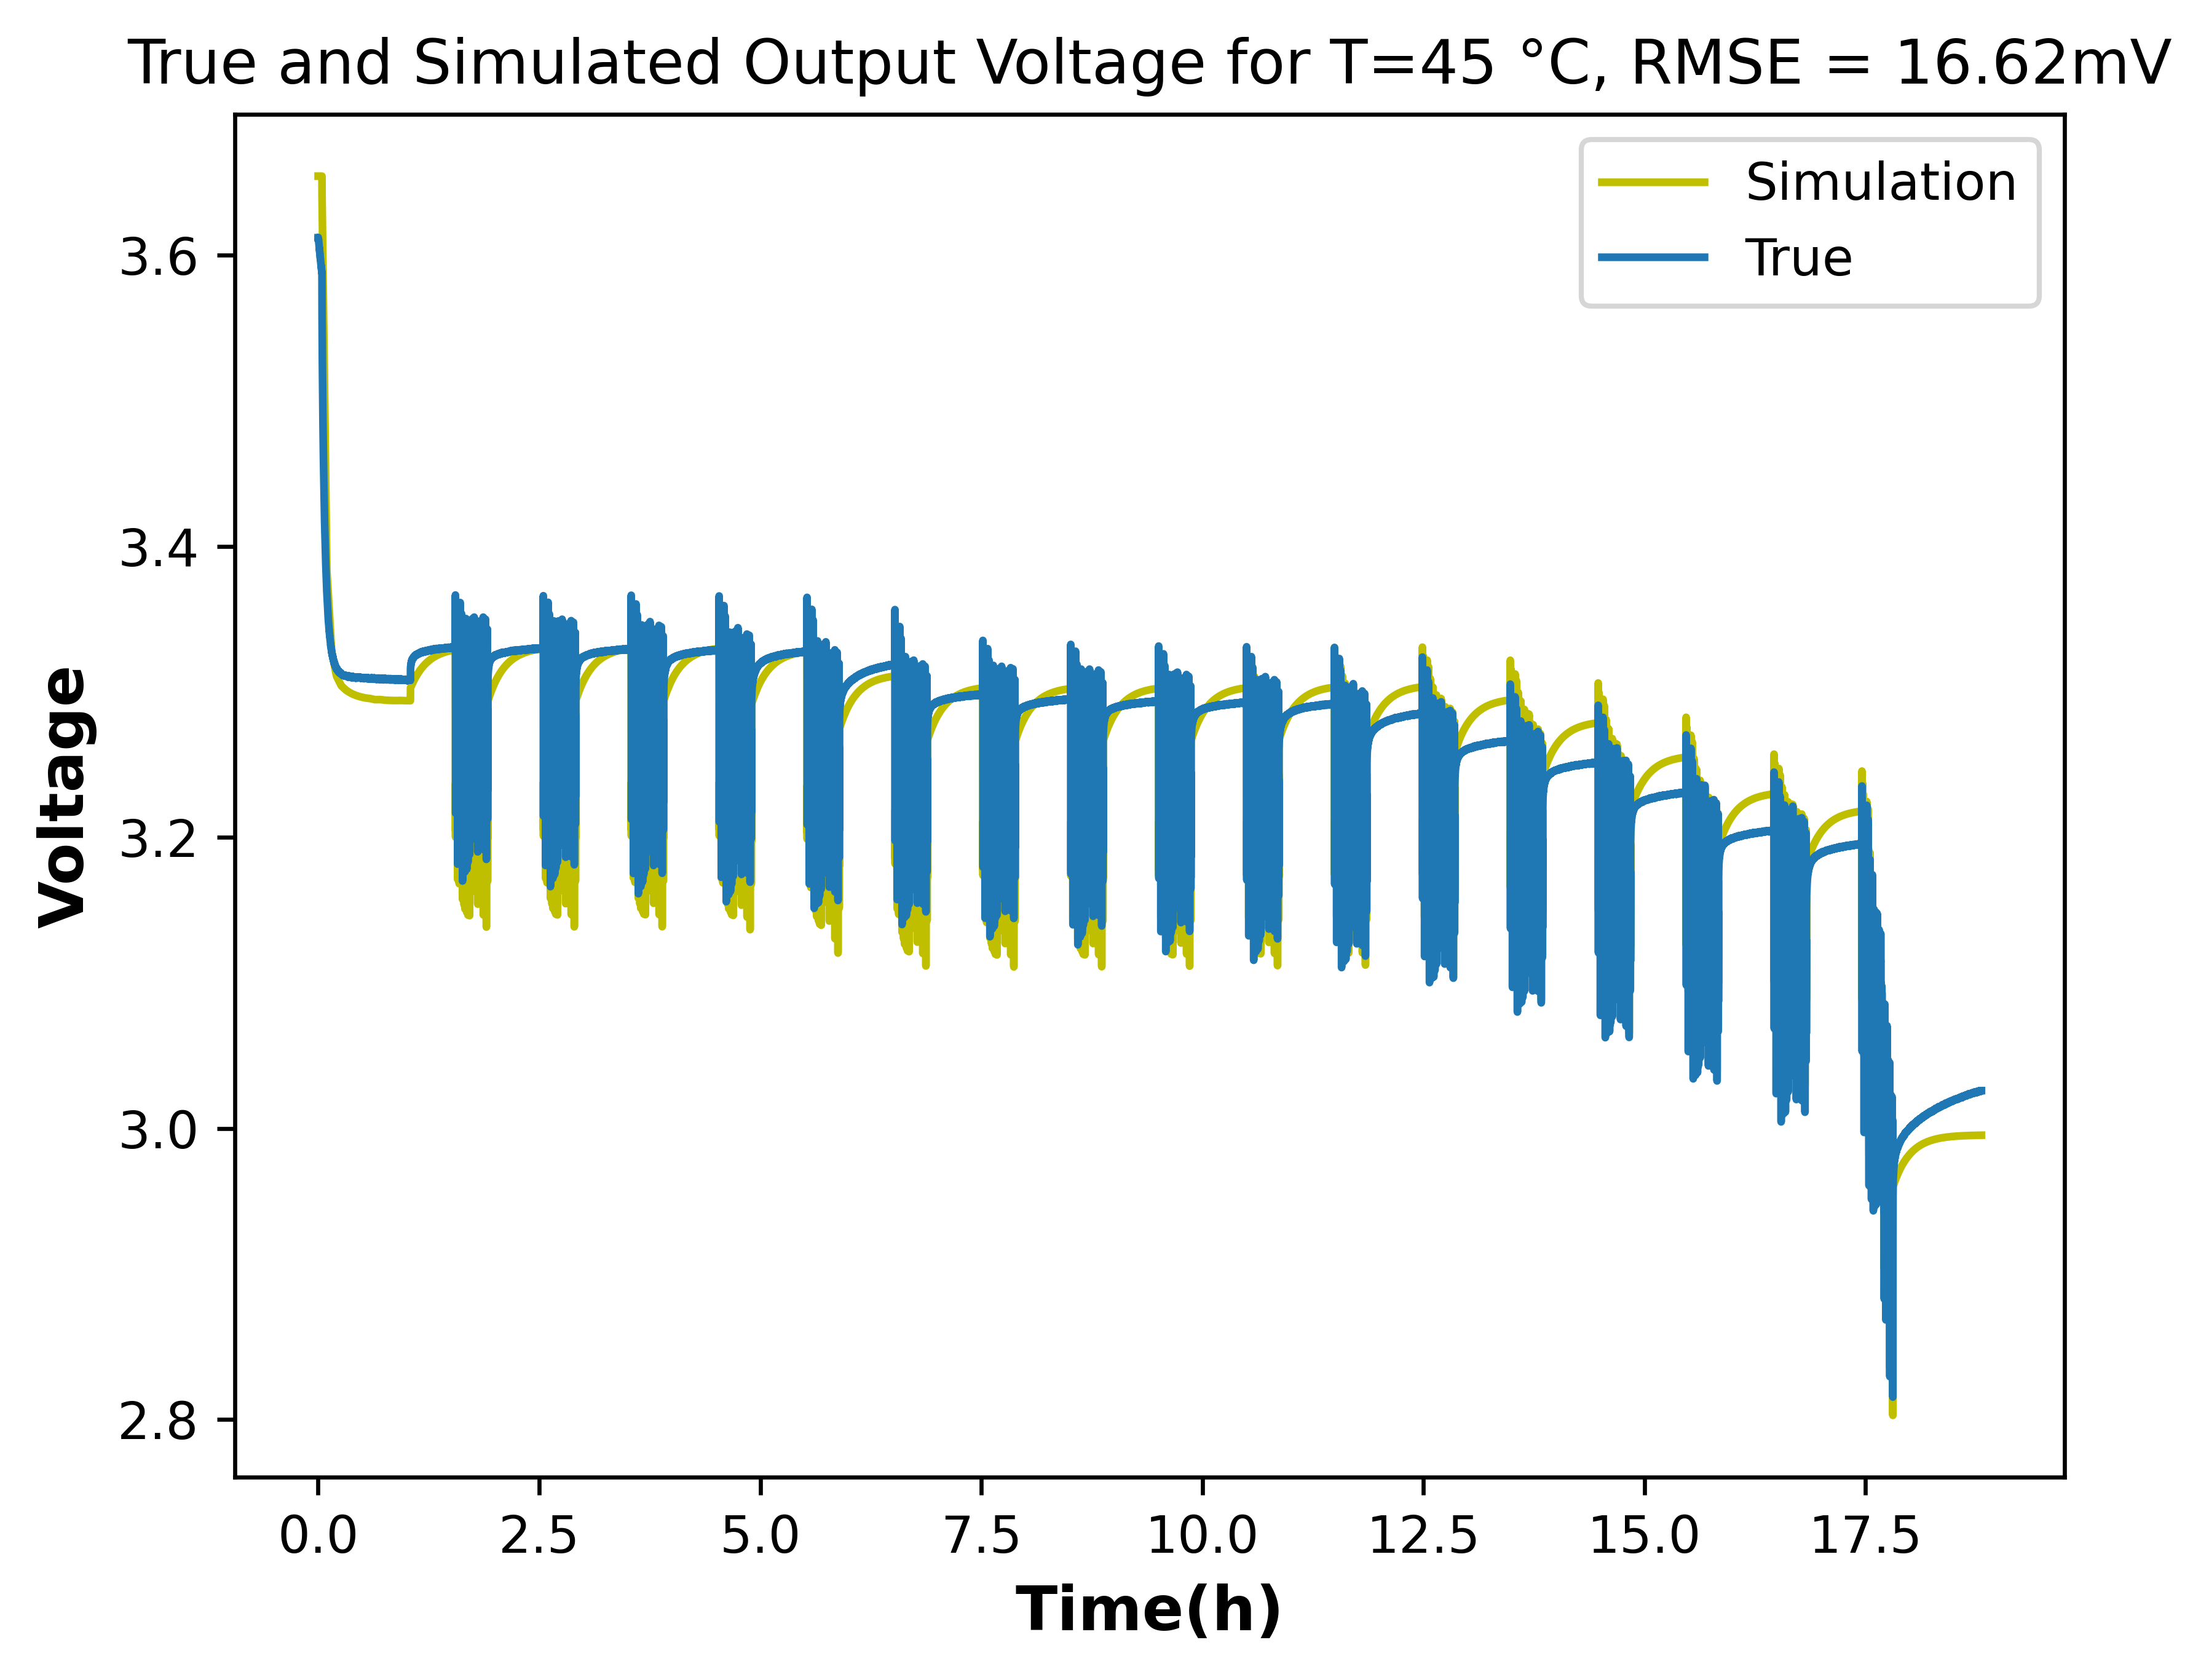 True and Simulated Output Voltage for T=45 °C, RMSE = 16.62mV
Simulation
True
Voltage
3.6
3.4
3.2
3.0
2.8
0.0 2.5 5.0 7.5 10.0 12.5 15.0 17.5
Time(h)